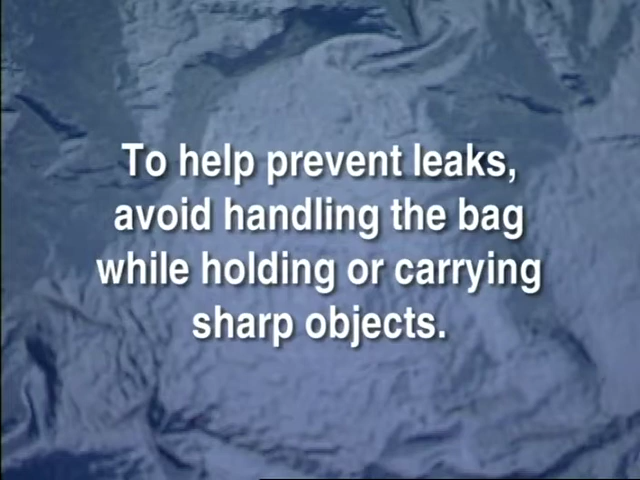 To help prevent leaks,
avoid handling the bag
while holding or carrying
sharp objects.